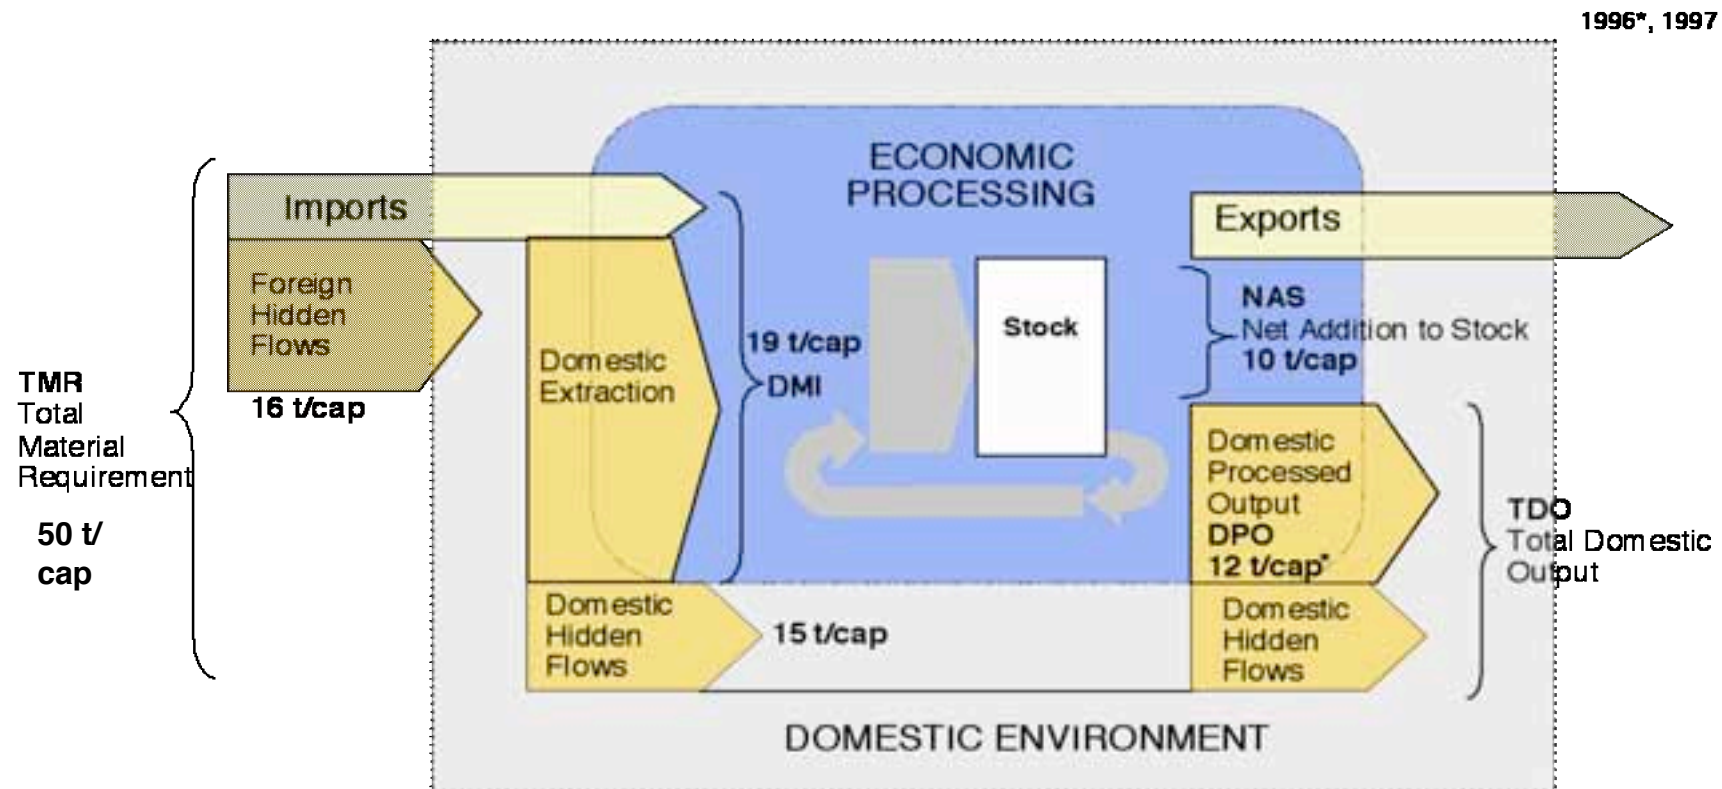 1996*, 1997
ECONOMIC
PROCESSING
Imports
Exports
Foreign
Hidden
Flows
16 t/cap
TMR
Total
Material
Requirement
50 t/
cap
Domestic
Extraction
19 t/cap
DMI
Stock
NAS
Net Addition to Stock
10 t/cap
Domestic
Processed
Output
DPO
12 t/cap*
TDO
Total Domestic
Output
Domestic
Hidden
Flows
15 t/cap
Domestic
Hidden
Flows
DOMESTIC ENVIRONMENT